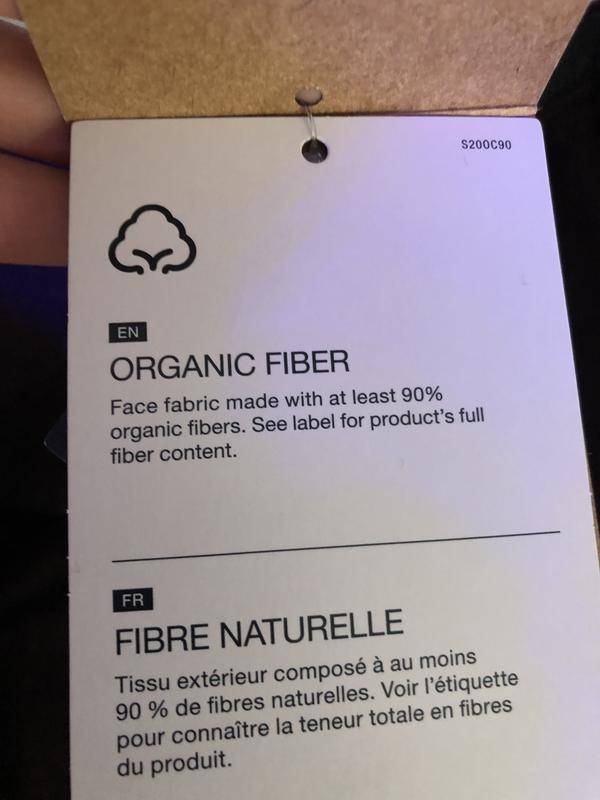 S20OC90
EN
ORGANIC FIBER
Face fabric made with at least 90%
organic fibers. See label for product's full
fiber content.
FR
FIBRE NATURELLE
Tissu extérieur composé à au moins
90 % de fibres naturelles. Voir l'étiquette
pour connaître la teneur totale en fibres
du produit.